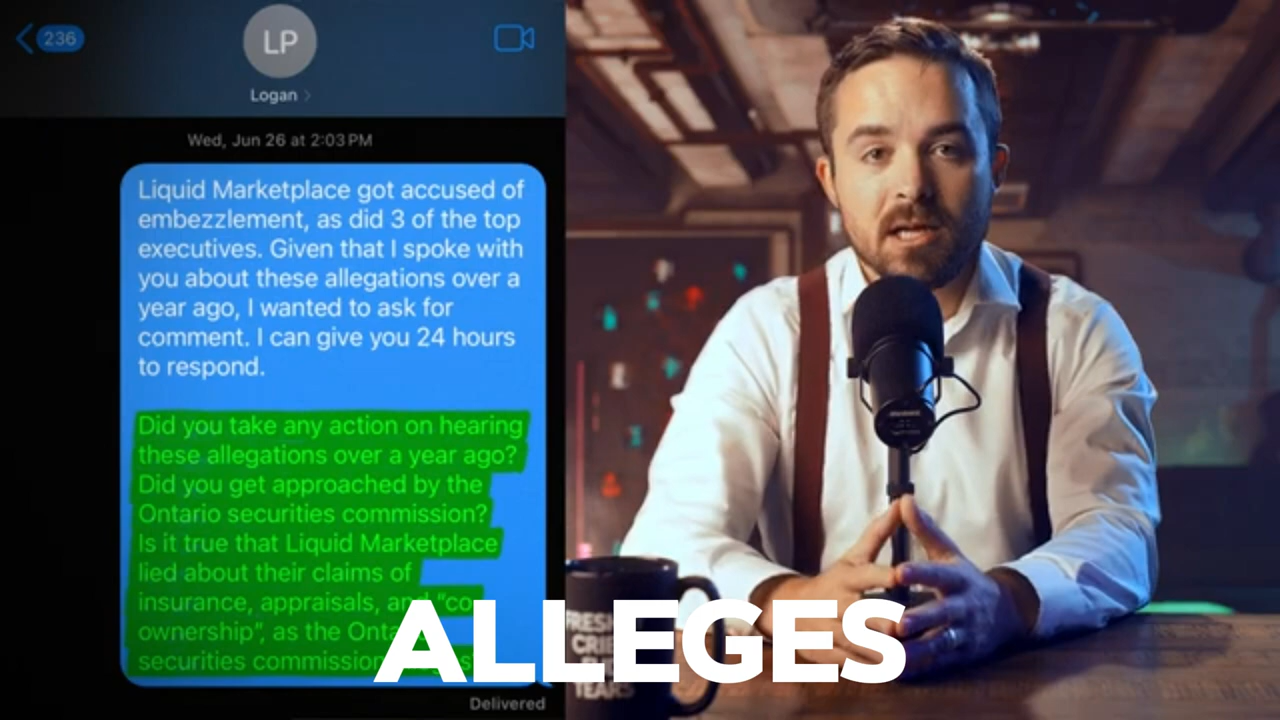 236
LP
Logan
Wed, Jun 26 at 2:03 PM
Liquid Marketplace got accused of
embezzlement, as did 3 of the top
executives. Given that I spoke with
you about these allegations over a
year ago, I wanted to ask for
comment. I can give you 24 hours
to respond.
Did you take any action on hearing
these allegations over a year ago?
Did you get approached by the
Ontario securities commission?
Is it true that Liquid Marketplace
lied about their claims of
insurance, appraisals, and "co
ownership", as the
securities commission
Delivered
ALLEGES
TEARS